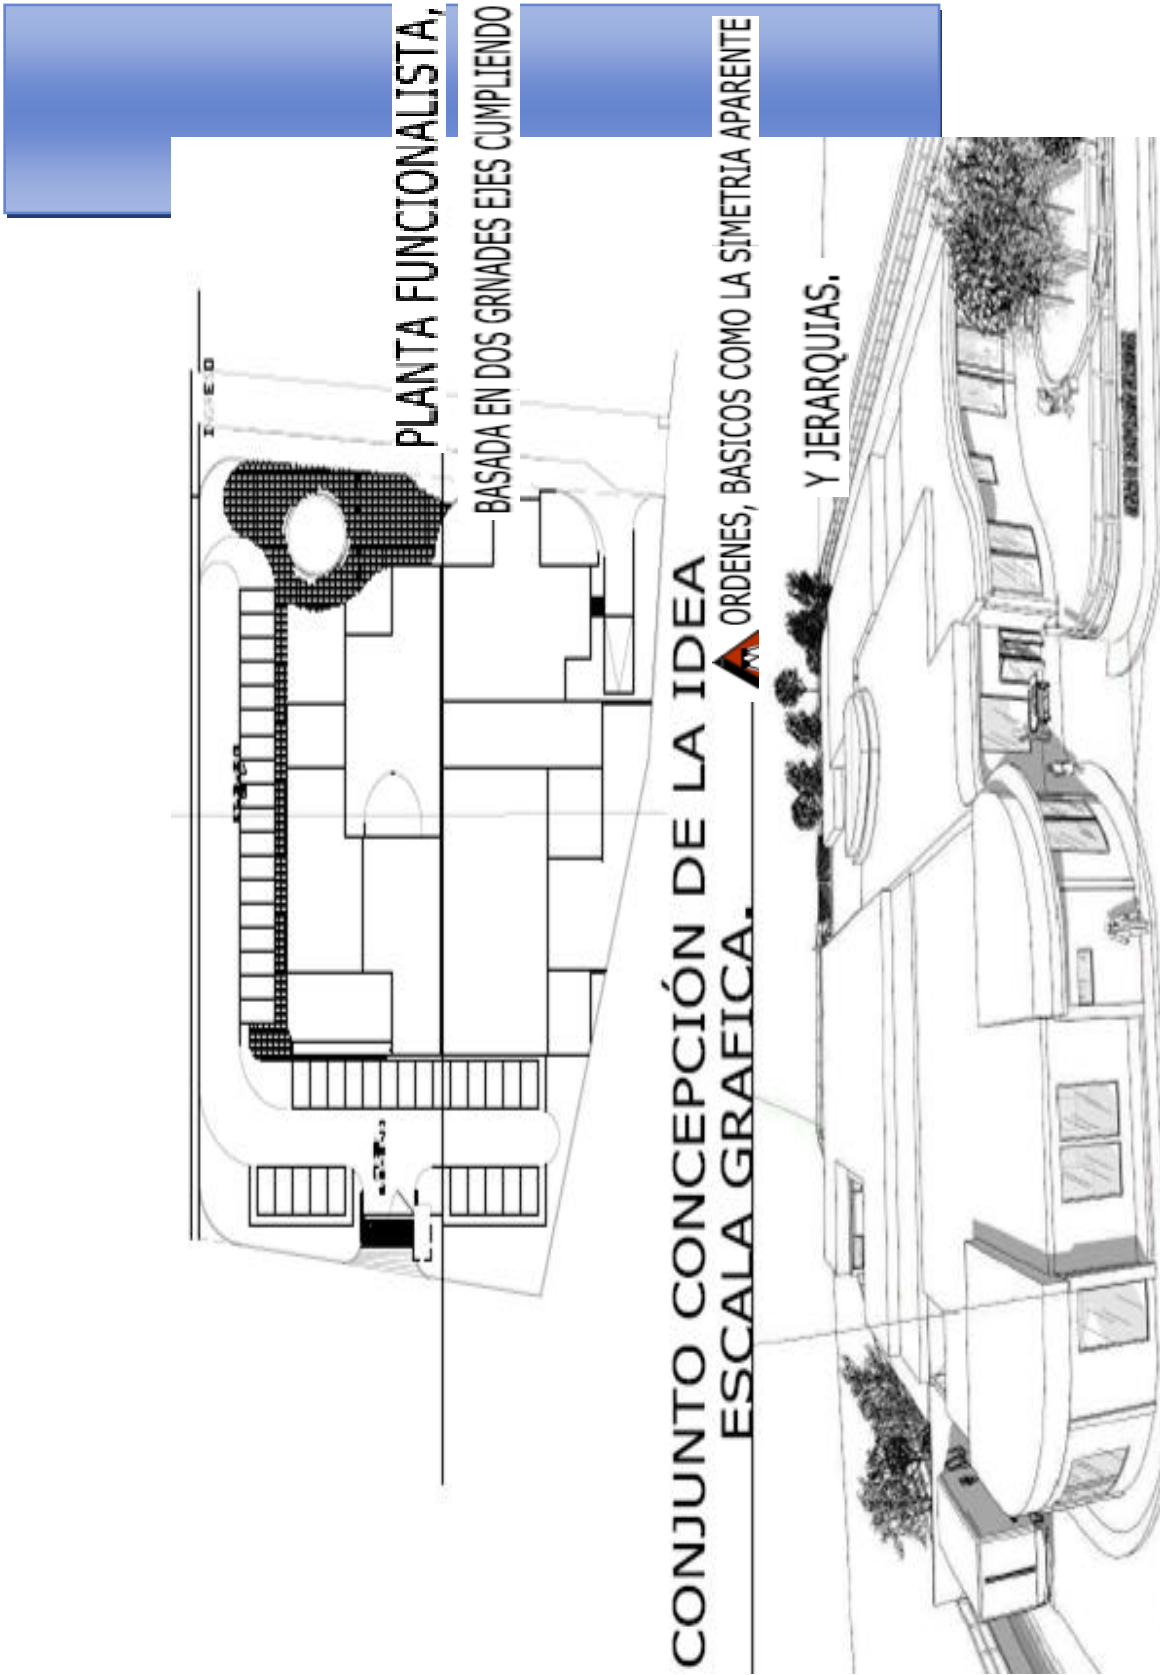 PLANTA FUNCIONALISTA,
BASADA EN DOS GRNADES EJES CUMPLIENDO
ORDENES, BASICOS COMO LA SIMETRIA APARENTE
Y JERARQUIAS.
CONJUNTO CONCEPCIÓN DE LA IDEA
ESCALA GRAFICA.